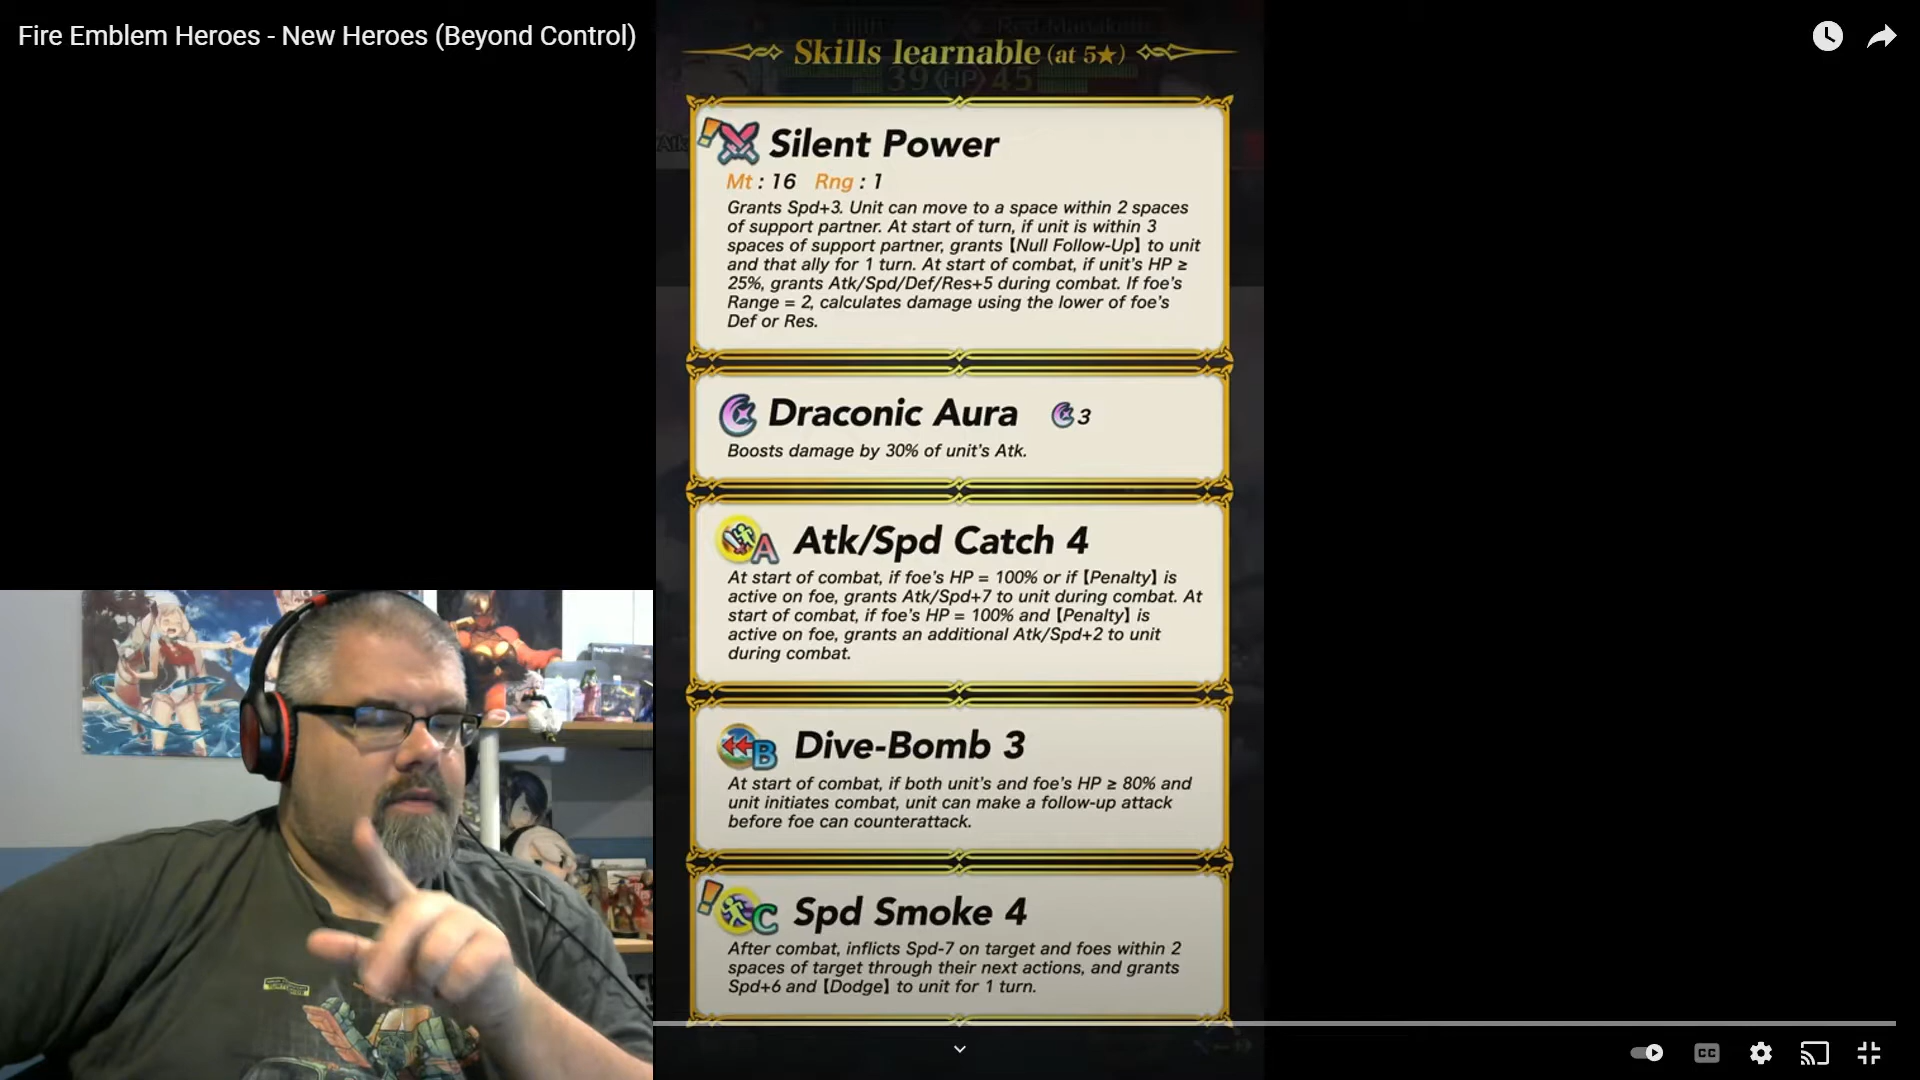 Fire Emblem Heroes - New Heroes (Beyond Control)
Skills learnable (at 5★)
39 HP 45
Silent Power
Mt : 16 Rng : 1
Grants Spd+3. Unit can move to a space within 2 spaces
of support partner. At start of turn, if unit is within 3
spaces of support partner, grants【Null Follow-Up】to unit
and that ally for 1 turn. At start of combat, if unit's HP ≥
25%, grants Atk/Spd/Def/Res+5 during combat. If foe's
Range = 2, calculates damage using the lower of foe's
Def or Res.
Draconic Aura 3
Boosts damage by 30% of unit's Atk.
A Atk/Spd Catch 4
At start of combat, if foe's HP = 100% or if【Penalty】is
active on foe, grants Atk/Spd+7 to unit during combat. At
start of combat, if foe's HP = 100% and【Penalty】is
active on foe, grants an additional Atk/Spd+2 to unit
during combat.
B Dive-Bomb 3
At start of combat, if both unit's and foe's HP ≥ 80% and
unit initiates combat, unit can make a follow-up attack
before foe can counterattack.
C Spd Smoke 4
After combat, inflicts Spd-7 on target and foes within 2
spaces of target through their next actions, and grants
Spd+6 and【Dodge】to unit for 1 turn.
CC